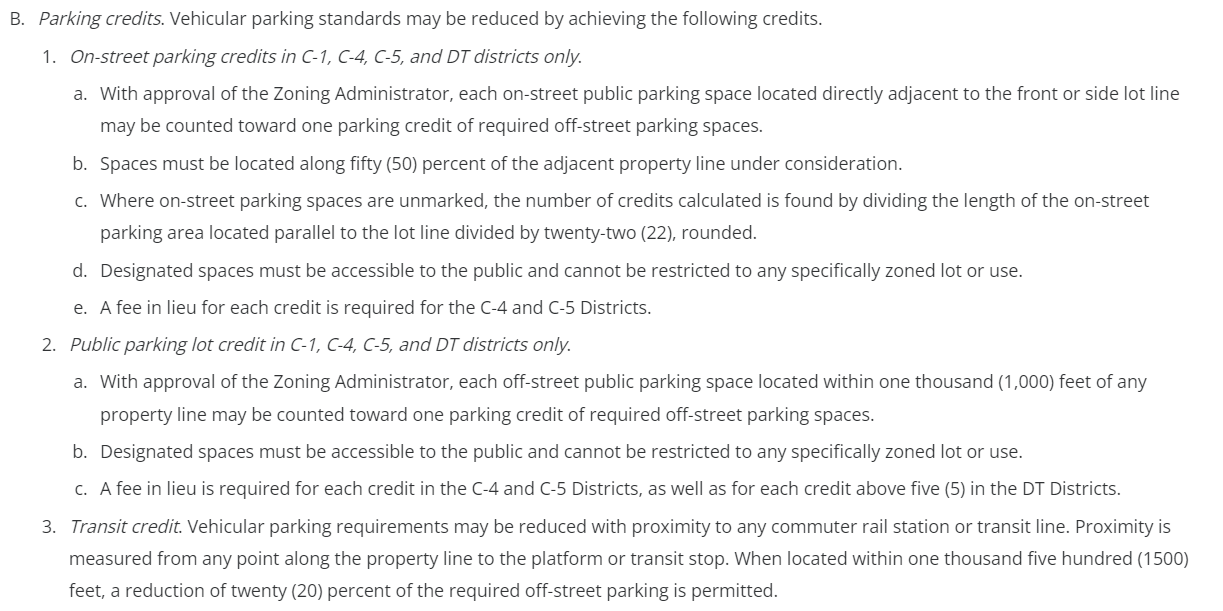 B. Parking credits. Vehicular parking standards may be reduced by achieving the following credits.
1. On-street parking credits in C-1, C-4, C-5, and DT districts only.
a. With approval of the Zoning Administrator, each on-street public parking space located directly adjacent to the front or side lot line
may be counted toward one parking credit of required off-street parking spaces.
b. Spaces must be located along fifty (50) percent of the adjacent property line under consideration.
c. Where on-street parking spaces are unmarked, the number of credits calculated is found by dividing the length of the on-street
parking area located parallel to the lot line divided by twenty-two (22), rounded.
d. Designated spaces must be accessible to the public and cannot be restricted to any specifically zoned lot or use.
e. A fee in lieu for each credit is required for the C-4 and C-5 Districts.
2. Public parking lot credit in C-1, C-4, C-5, and DT districts only.
a. With approval of the Zoning Administrator, each off-street public parking space located within one thousand (1,000) feet of any
property line may be counted toward one parking credit of required off-street parking spaces.
b. Designated spaces must be accessible to the public and cannot be restricted to any specifically zoned lot or use.
c. A fee in lieu is required for each credit in the C-4 and C-5 Districts, as well as for each credit above five (5) in the DT Districts.
3. Transit credit. Vehicular parking requirements may be reduced with proximity to any commuter rail station or transit line. Proximity is
measured from any point along the property line to the platform or transit stop. When located within one thousand five hundred (1500)
feet, a reduction of twenty (20) percent of the required off-street parking is permitted.